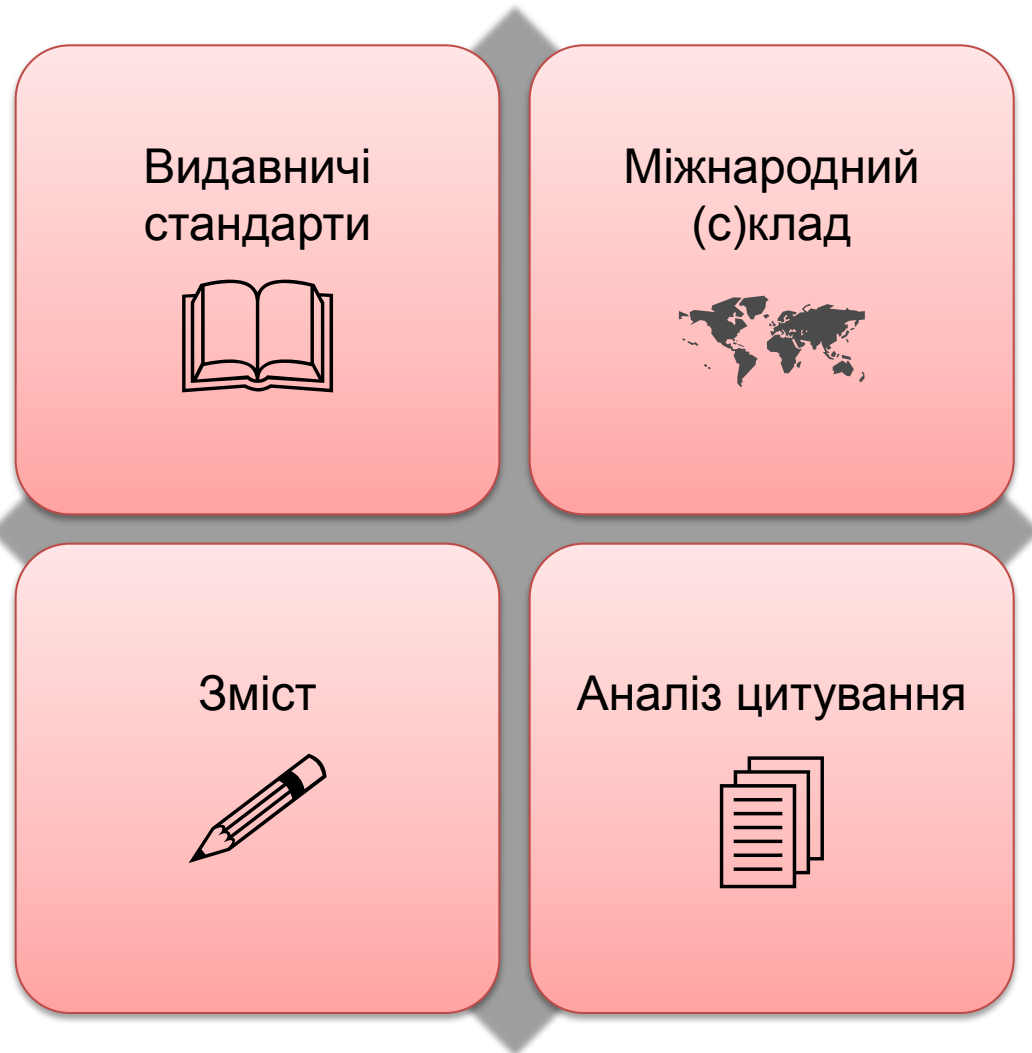 Видавничі
стандарти
Міжнародний
(с)клад
Зміст
Аналіз цитування